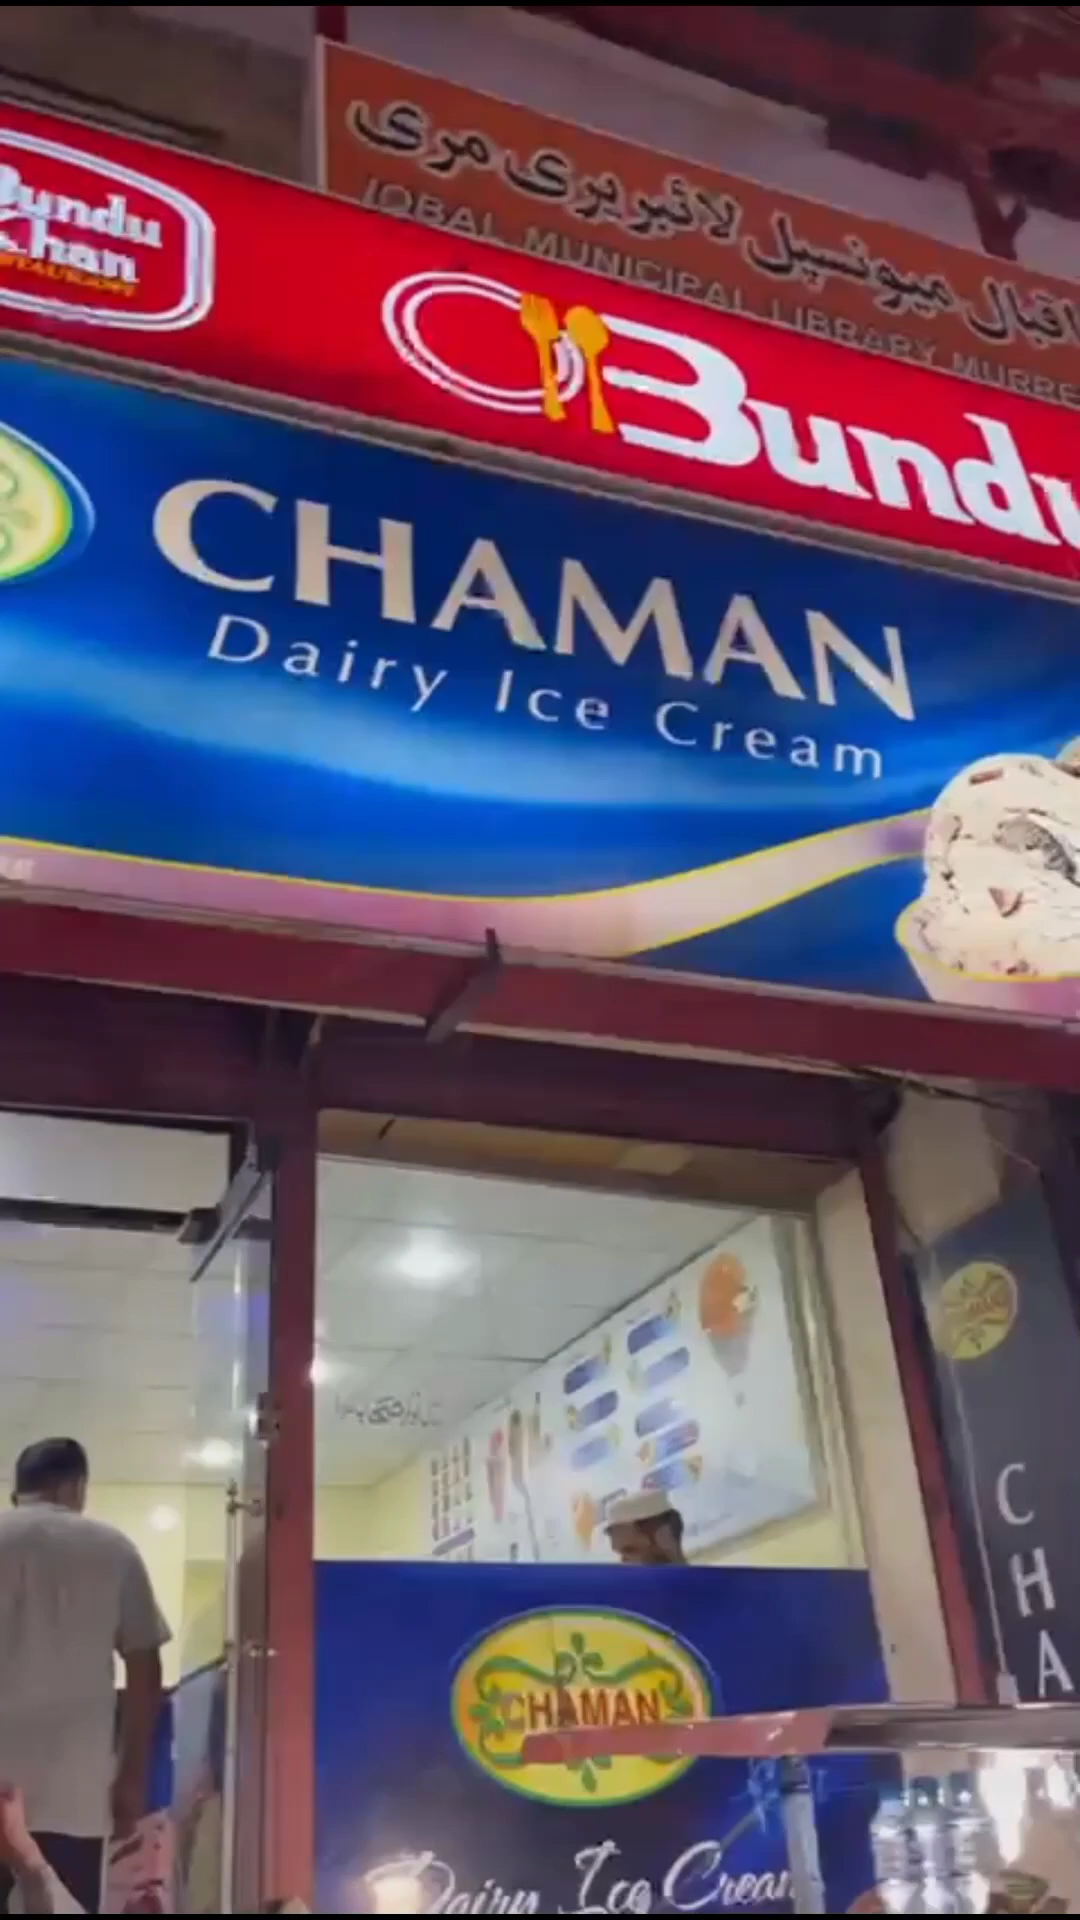 اقبال میونسپل لائبریری مری
IQBAL MUNICIPAL LIBRARY MURREE
Bundu
Khan
RESTAURANT
Bundu
CHAMAN
Dairy Ice Cream
CHAMAN
Dairy Ice Cream
C
H
A